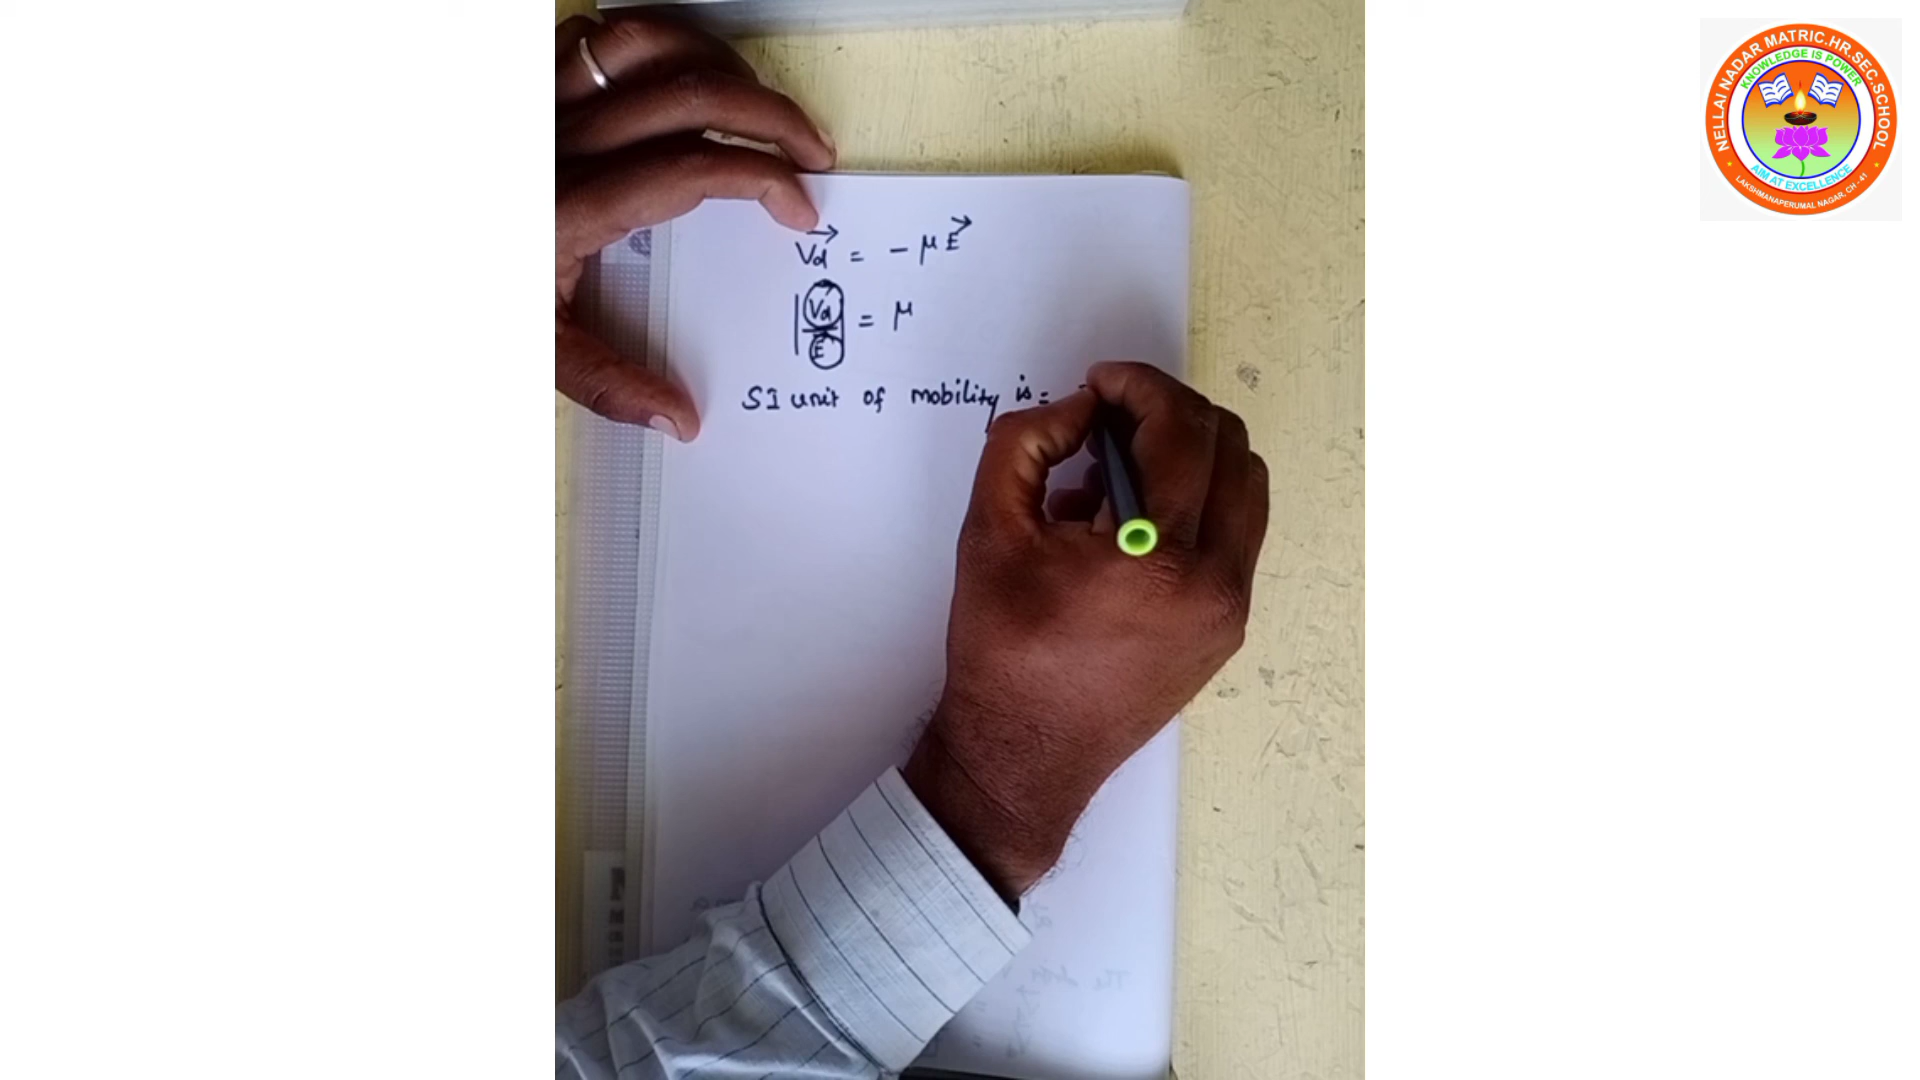 Vd = - μ E
|Vd / E| = μ
SI unit of mobility is =
NELLAI NADAR MATRIC.HR.SEC.SCHOOL
KNOWLEDGE IS POWER
AIM AT EXCELLENCE
LAKSHMANAPERUMAL NAGAR, CH - 41